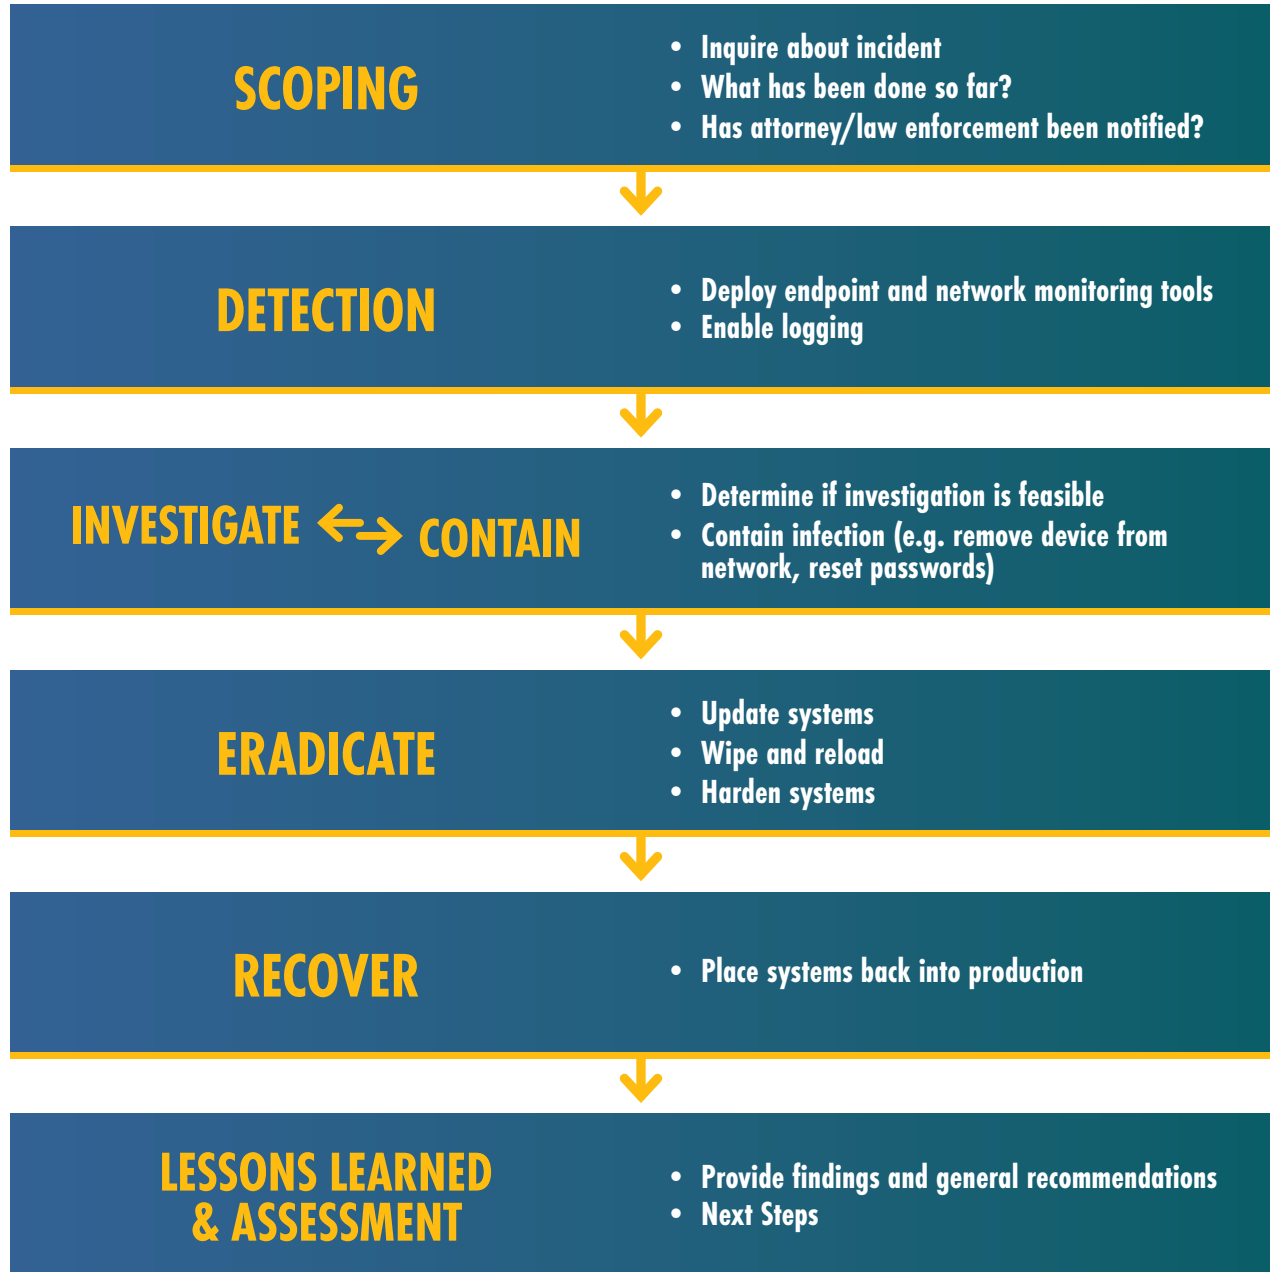 SCOPING
• Inquire about incident
• What has been done so far?
• Has attorney/law enforcement been notified?
DETECTION
• Deploy endpoint and network monitoring tools
• Enable logging
INVESTIGATE
CONTAIN
• Determine if investigation is feasible
• Contain infection (e.g. remove device from
network, reset passwords)
ERADICATE
• Update systems
• Wipe and reload
• Harden systems
RECOVER
• Place systems back into production
LESSONS LEARNED
& ASSESSMENT
• Provide findings and general recommendations
• Next Steps